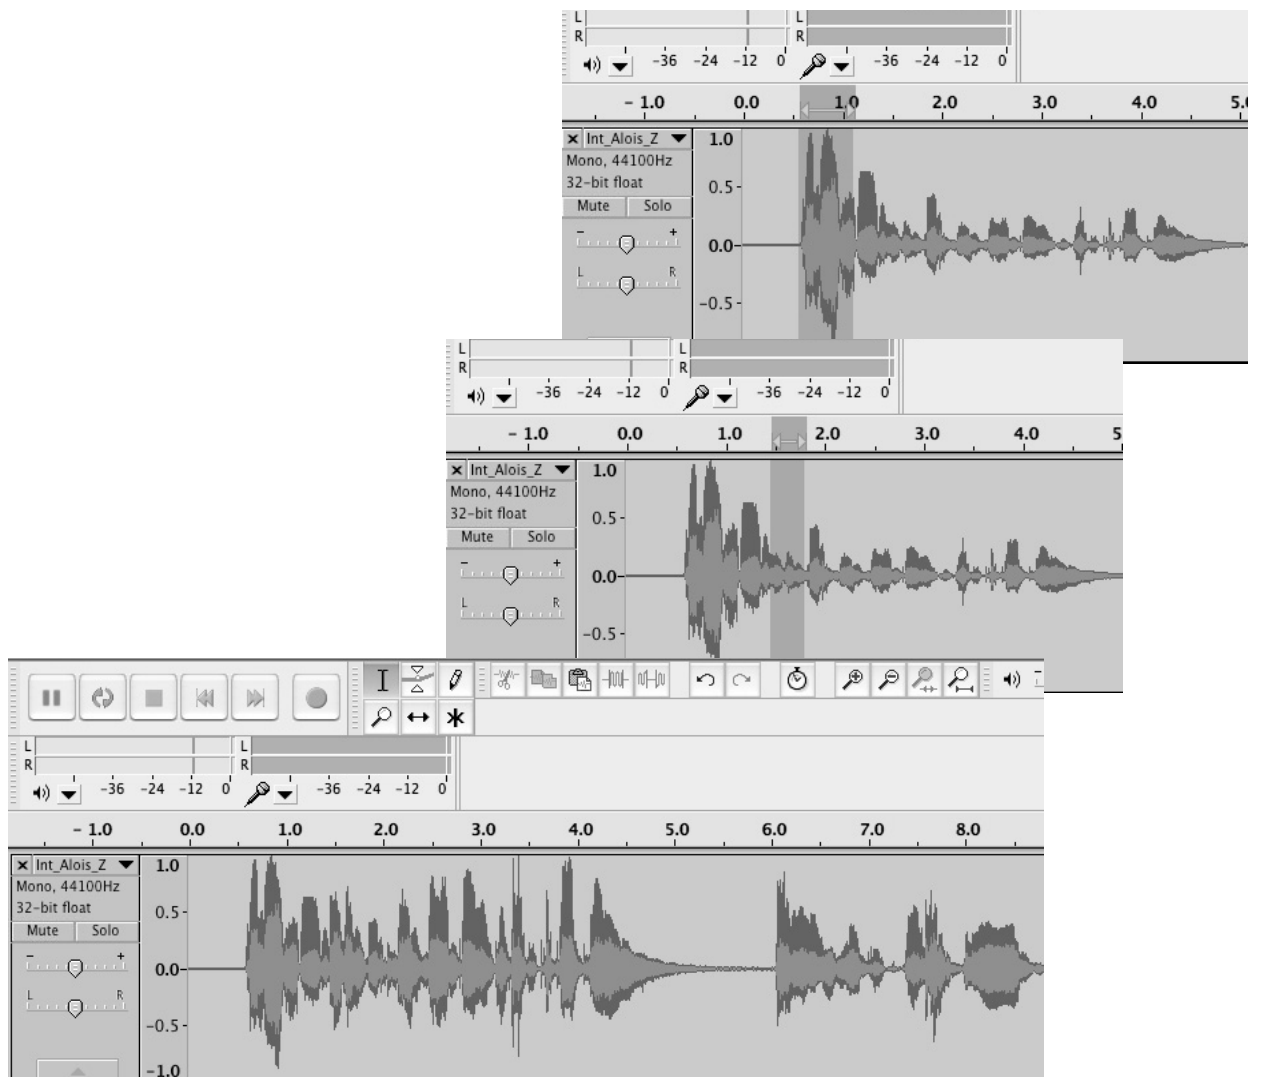 L L
R R
-36 -24 -12 0 -36 -24 -12 0
- 1.0 0.0 1.0 2.0 3.0 4.0
Int_Alois_Z 1.0
Mono, 44100Hz
32-bit float 0.5
Mute Solo
- +
0.0
L R
-0.5
L L
R R
-36 -24 -12 0 -36 -24 -12 0
- 1.0 0.0 1.0 2.0 3.0 4.0 5
Int_Alois_Z 1.0
Mono, 44100Hz
32-bit float 0.5
Mute Solo
- +
0.0
L R
-0.5
L L
R R
-36 -24 -12 0 -36 -24 -12 0
- 1.0 0.0 1.0 2.0 3.0 4.0 5.0 6.0 7.0 8.0
Int_Alois_Z 1.0
Mono, 44100Hz
32-bit float 0.5
Mute Solo
- +
0.0
L R
-0.5
-1.0